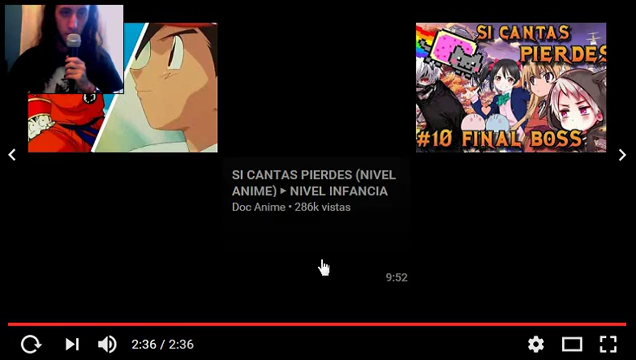 SI CANTAS
PIERDES
#10 FINAL BOSS
SI CANTAS PIERDES (NIVEL
ANIME) ▶ NIVEL INFANCIA
Doc Anime • 286k vistas
9:52
2:36 / 2:36